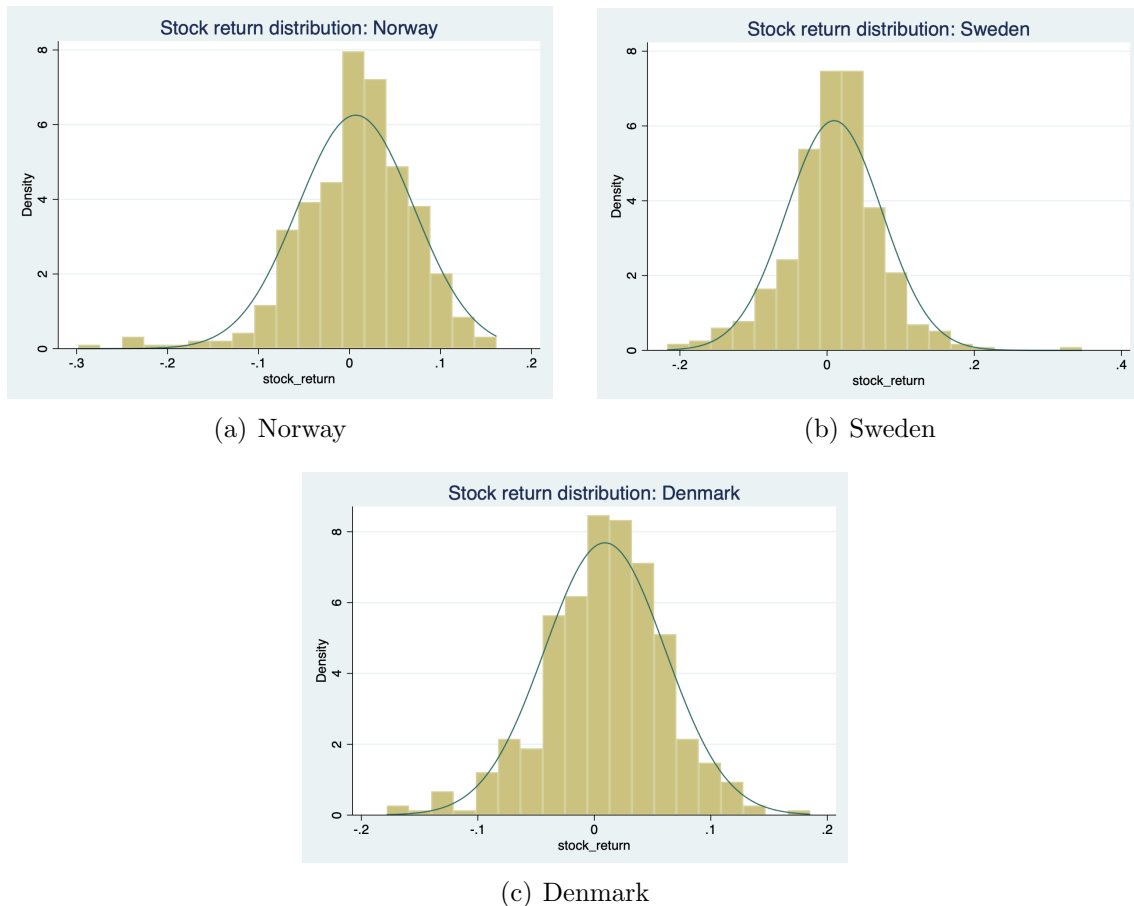 Stock return distribution: Norway
8
6
4
2
0
Density
-.3
-.2
-.1
0
.1
.2
stock_return
(a) Norway
Stock return distribution: Sweden
8
6
4
2
0
Density
-.2
0
.2
.4
stock_return
(b) Sweden
Stock return distribution: Denmark
8
6
4
2
0
Density
-.2
-.1
0
.1
.2
stock_return
(c) Denmark